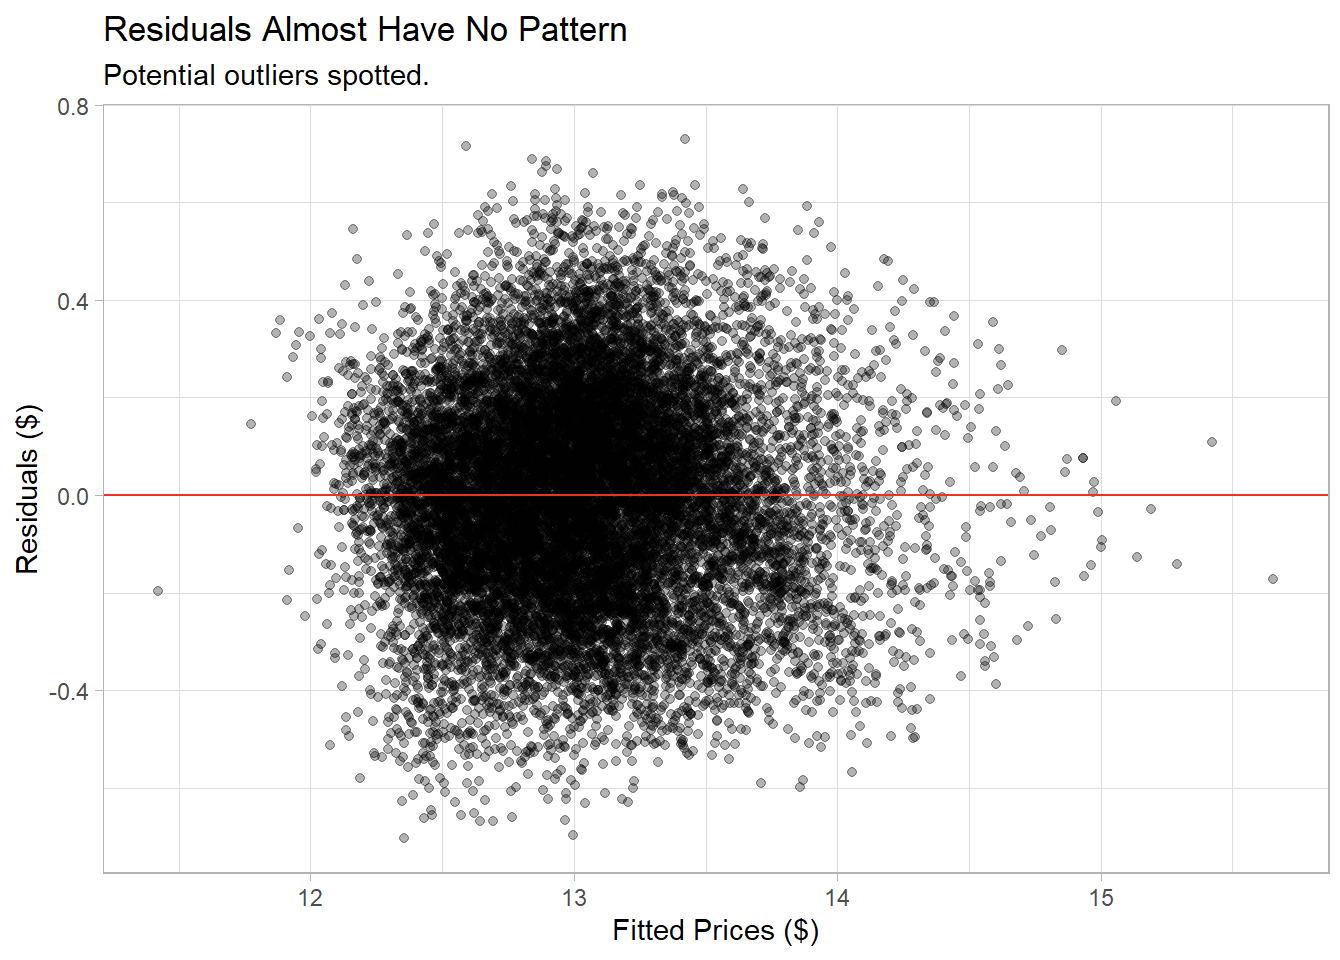 Residuals Almost Have No Pattern
Potential outliers spotted.
0.8
0.4
0.0
-0.4
Residuals ($)
12 13 14 15
Fitted Prices ($)